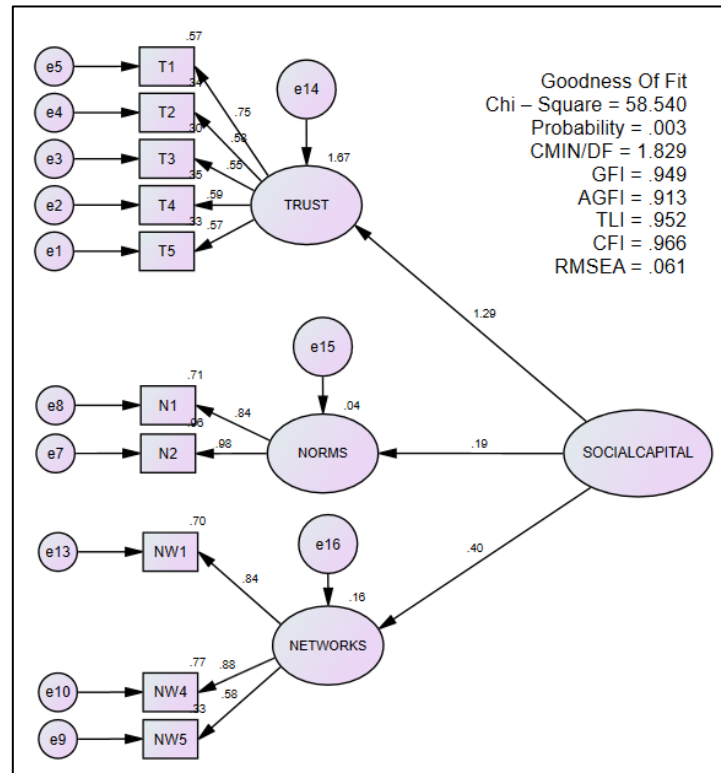 Goodness Of Fit
Chi – Square = 58.540
Probability = .003
CMIN/DF = 1.829
GFI = .949
AGFI = .913
TLI = .952
CFI = .966
RMSEA = .061
.57
e5
T1
.34
e4
T2
.30
e3
T3
.35
e2
T4
.33
e1
T5
.75
.58
.55
.59
.57
e14
1.67
TRUST
1.29
e15
.71
e8
N1
.84
.04
.96
e7
N2
.98
NORMS
.19
SOCIALCAPITAL
.70
e13
NW1
.84
e16
.40
.16
NETWORKS
.77
e10
NW4
.88
.33
e9
NW5
.58